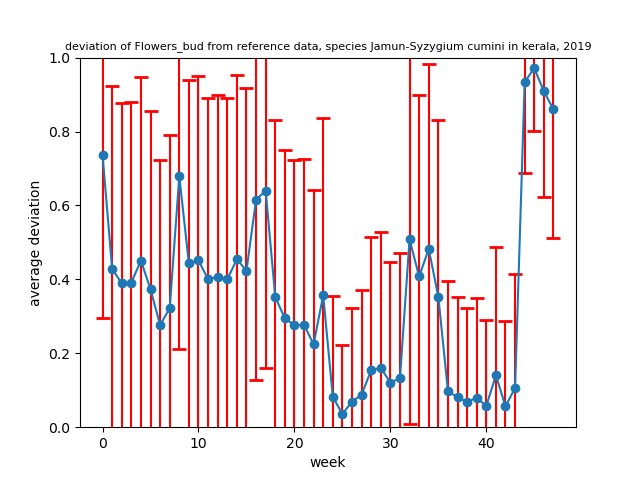 deviation of Flowers_bud from reference data, species Jamun-Syzygium cumini in kerala, 2019
1.0
0.8
0.6
0.4
0.2
0.0
average deviation
0 10 20 30 40
week